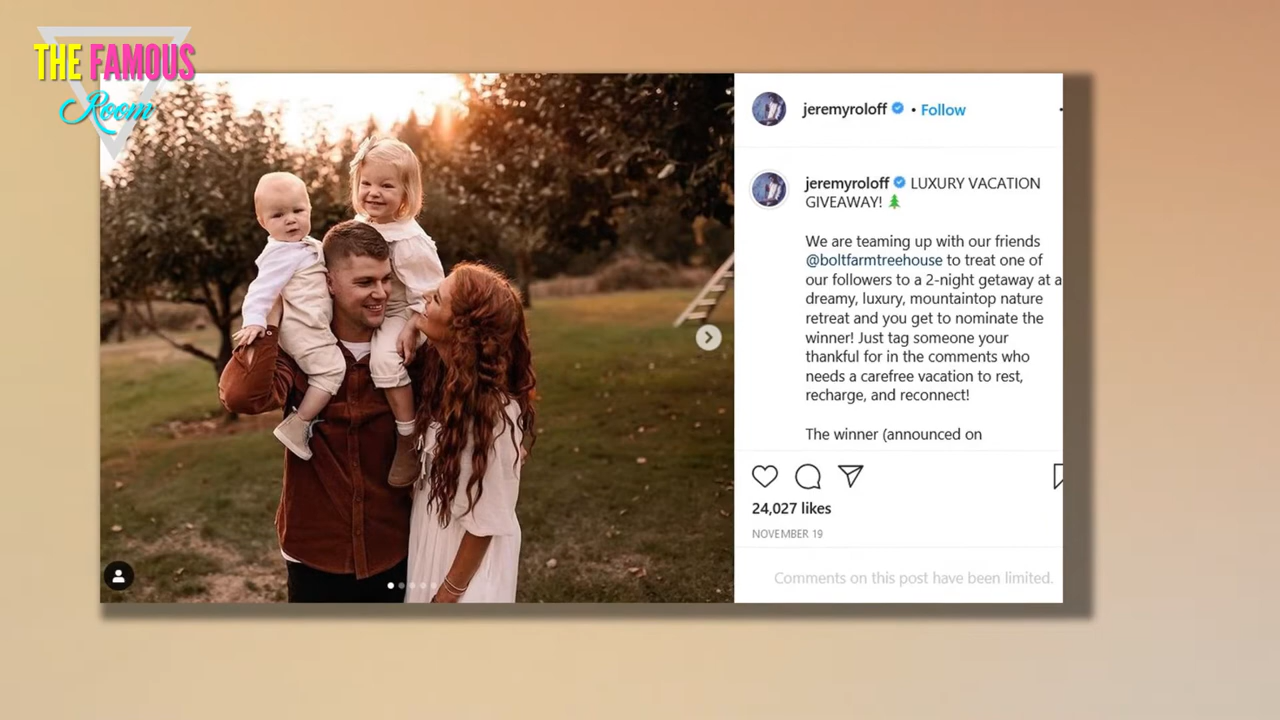 THE FAMOUS
Room
jeremyroloff • Follow
jeremyroloff LUXURY VACATION
GIVEAWAY!
We are teaming up with our friends
@boltfarmtreehouse to treat one of
our followers to a 2-night getaway at a
dreamy, luxury, mountaintop nature
retreat and you get to nominate the
winner! Just tag someone your
thankful for in the comments who
needs a carefree vacation to rest,
recharge, and reconnect!
The winner (announced on
24,027 likes
NOVEMBER 19
Comments on this post have been limited.